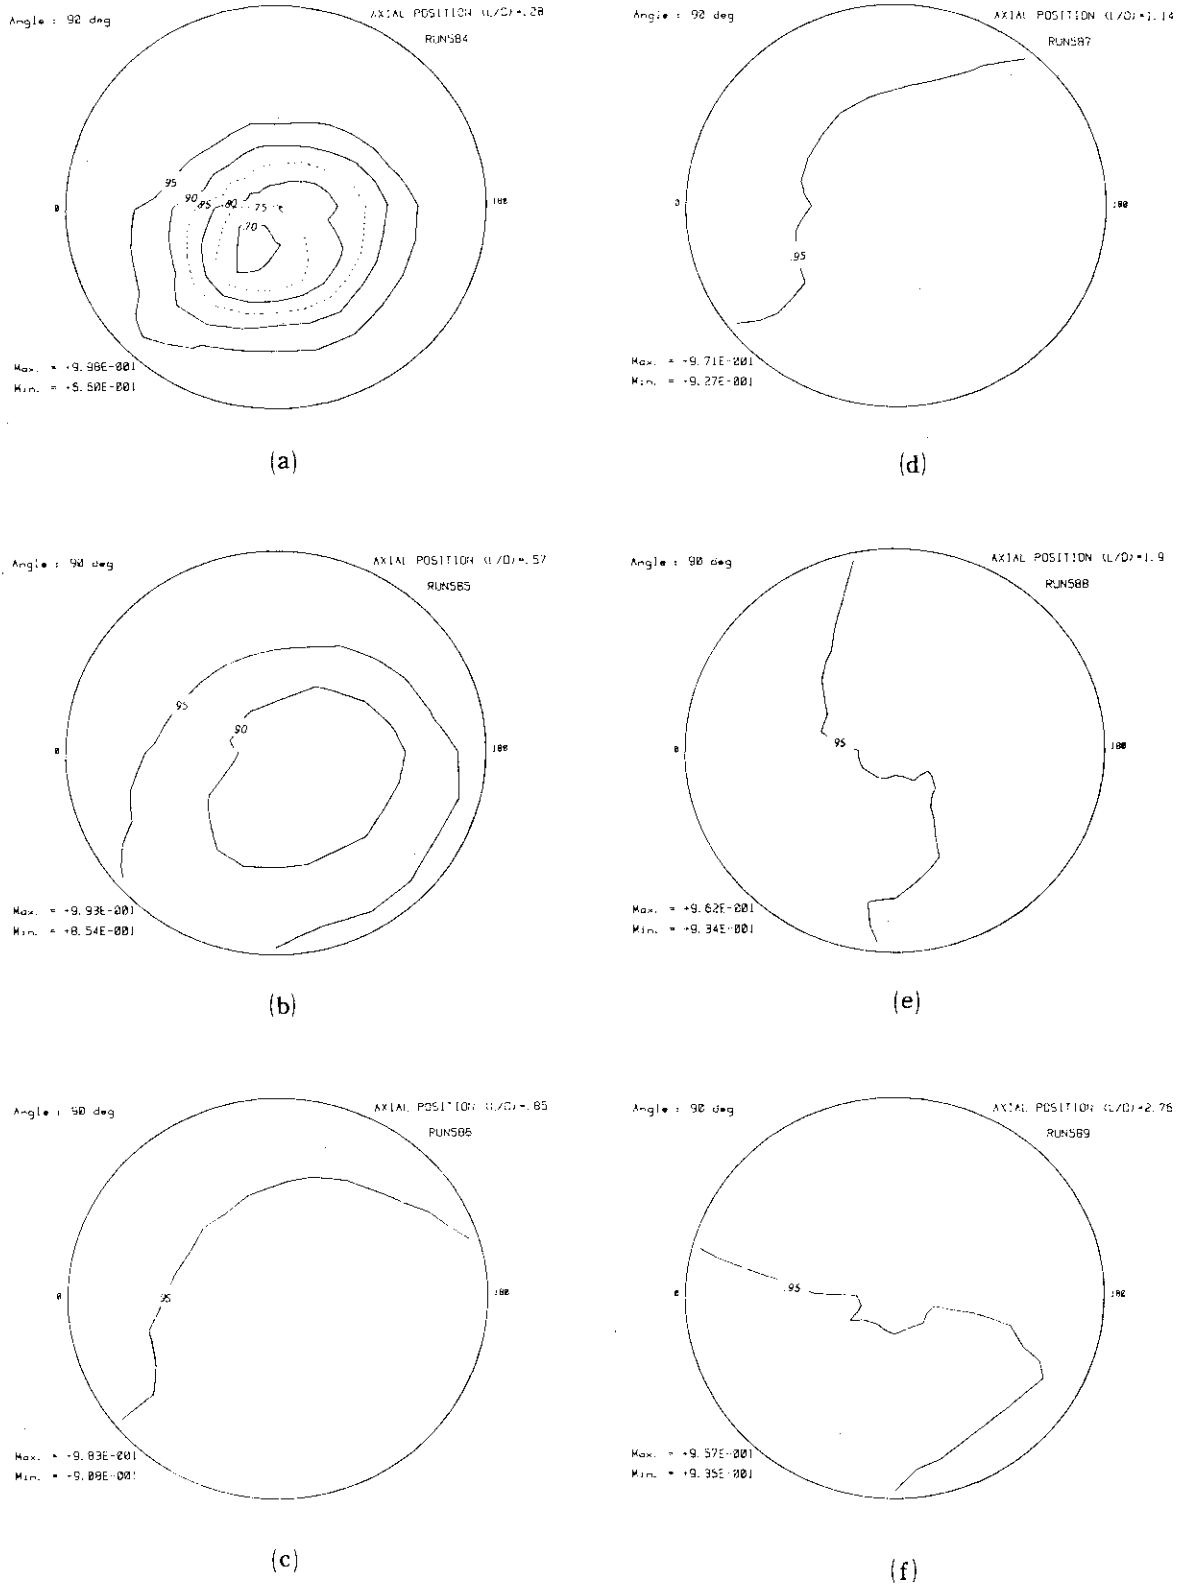 Angle : 90 deg
AXIAL POSITION (L/D)=.28
RUN584
95
90
85
80
.75
.70
0
180
Max. = +9.98E-001
Min. = +5.50E-001
(a)
Angle : 90 deg
AXIAL POSITION (L/D)=.57
RUN585
95
90
0
180
Max. = +9.93E-001
Min. = +8.54E-001
(b)
Angle : 90 deg
AXIAL POSITION (L/D)=.85
RUN586
95
0
180
Max. = +9.83E-001
Min. = +9.08E-001
(c)
Angle : 90 deg
AXIAL POSITION (L/D)=1.14
RUN587
.95
0
180
Max. = +9.71E-001
Min. = +9.27E-001
(d)
Angle : 90 deg
AXIAL POSITION (L/D)=1.9
RUN588
95
0
180
Max. = +9.62E-001
Min. = +9.34E-001
(e)
Angle : 90 deg
AXIAL POSITION (L/D)=2.76
RUN589
.95
0
180
Max. = +9.57E-001
Min. = +9.35E-001
(f)